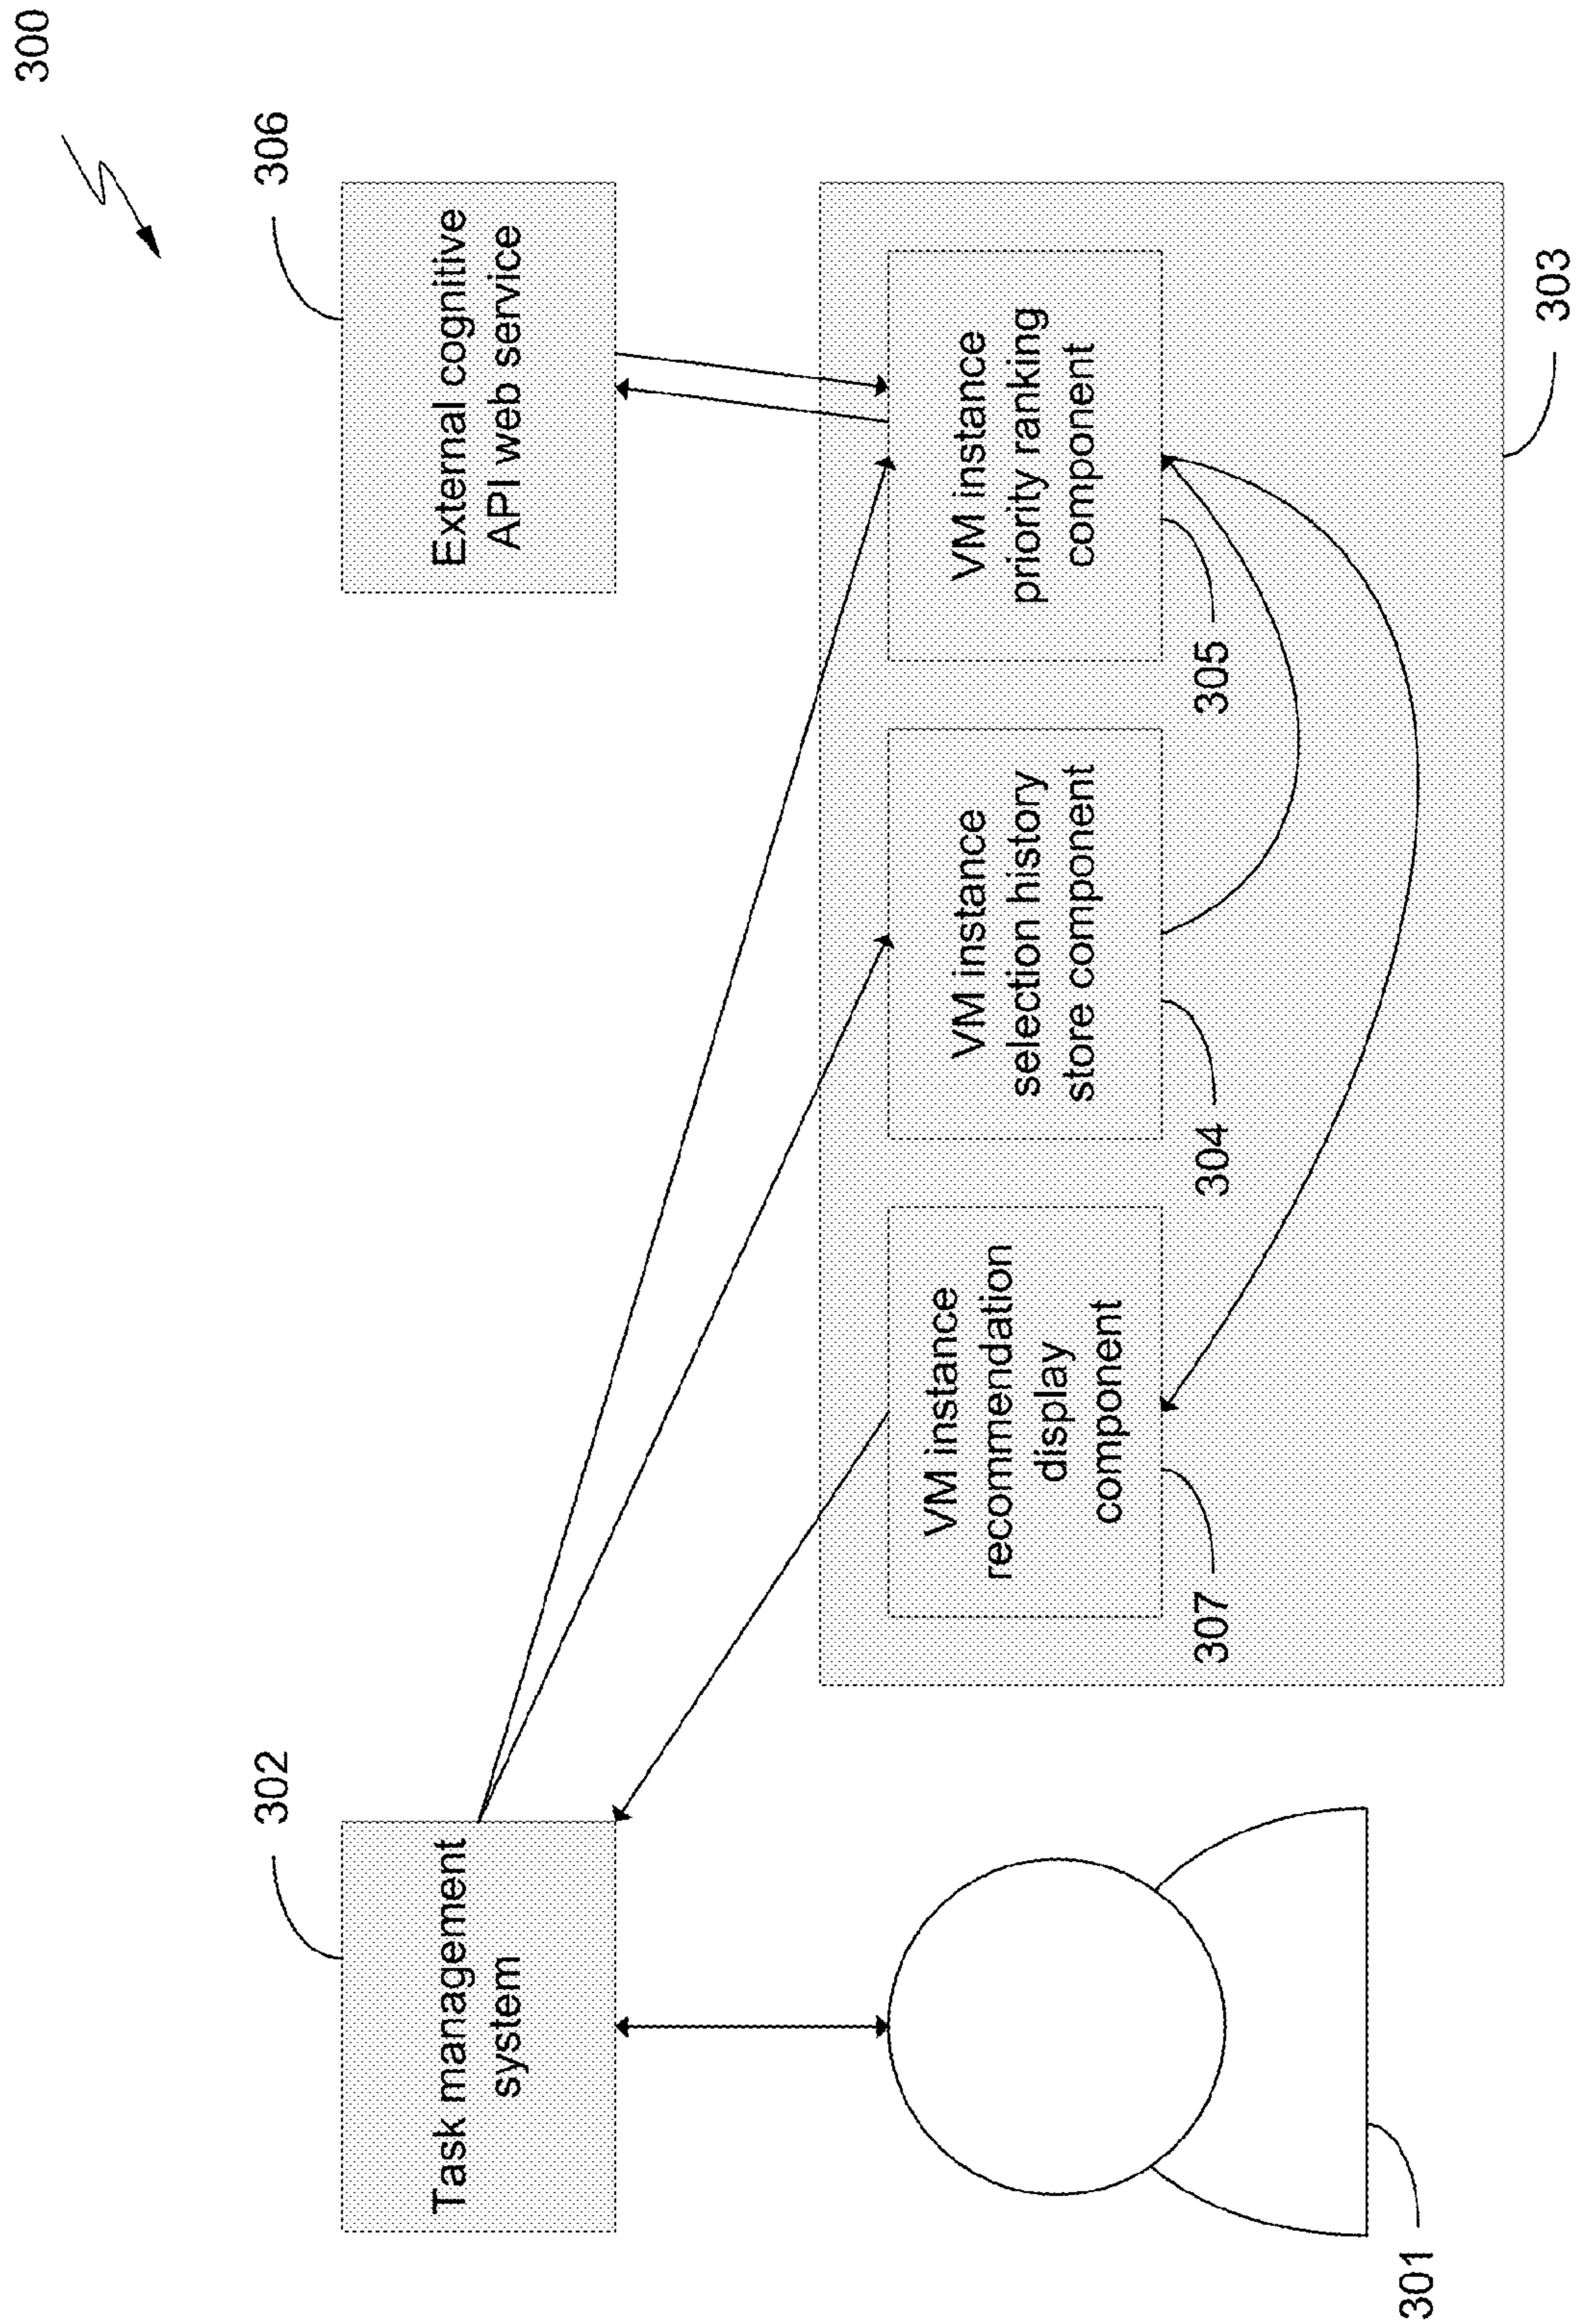 300
302
306
Task management
system
External cognitive
API web service
VM instance
recommendation
display
component
VM instance
selection history
store component
VM instance
priority ranking
component
307
304
305
301
303